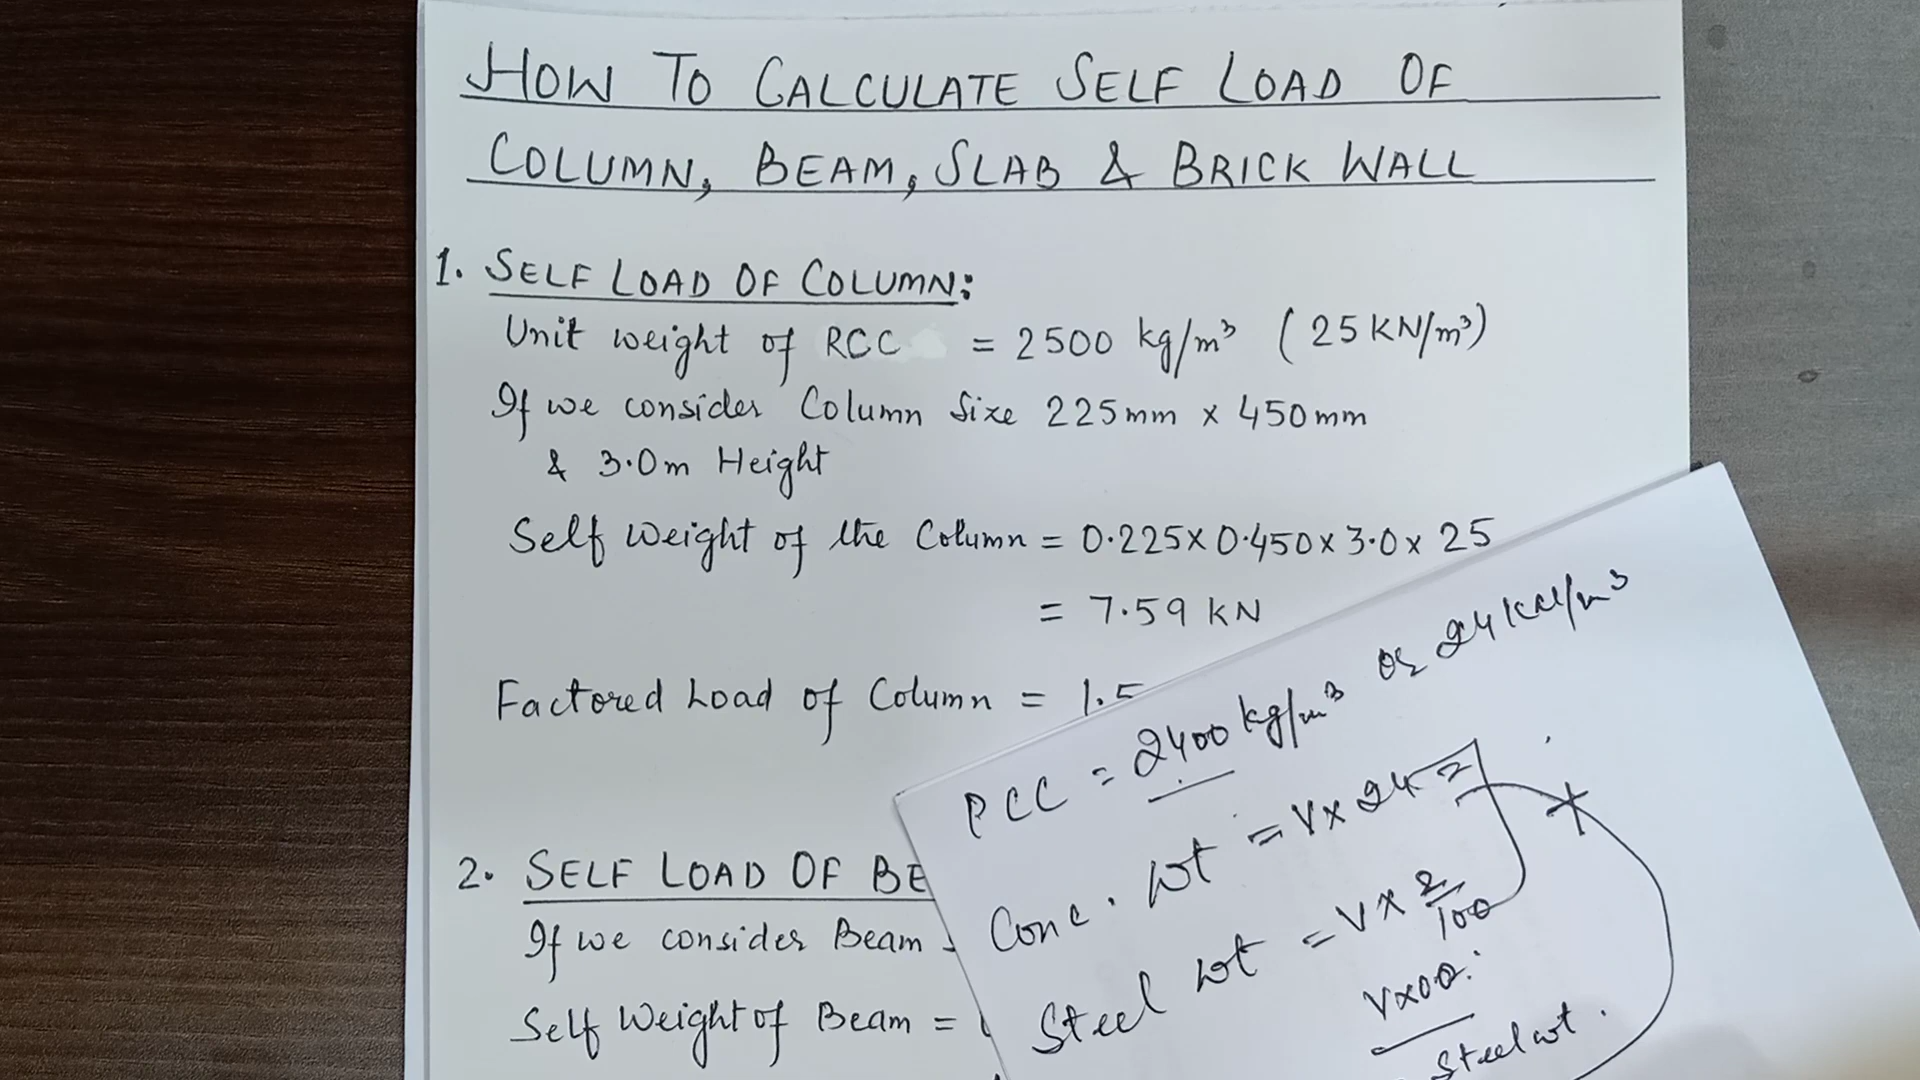 HOW TO CALCULATE SELF LOAD OF
COLUMN, BEAM, SLAB & BRICK WALL
1. SELF LOAD OF COLUMN:
Unit weight of RCC = 2500 kg/m³ (25 KN/m³)
If we consider Column Size 225mm x 450mm
& 3.0m Height
Self Weight of the Column = 0.225 x 0.450 x 3.0 x 25
= 7.59 KN
Factored Load of Column = 1.5
2. SELF LOAD OF BE
If we consider Beam
Self Weight of Beam =
PCC = 2400 kg/m³ or 24 KN/m³
Conc. wt = V x 24
Steel wt = V x 2/100
Steel wt.